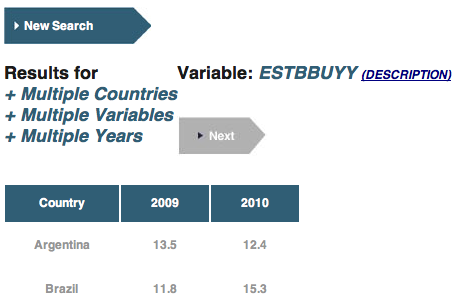 New Search
Results for
+ Multiple Countries
+ Multiple Variables
+ Multiple Years
Variable: ESTBBUYY (DESCRIPTION)
Next
Country 2009 2010
Argentina 13.5 12.4
Brazil 11.8 15.3